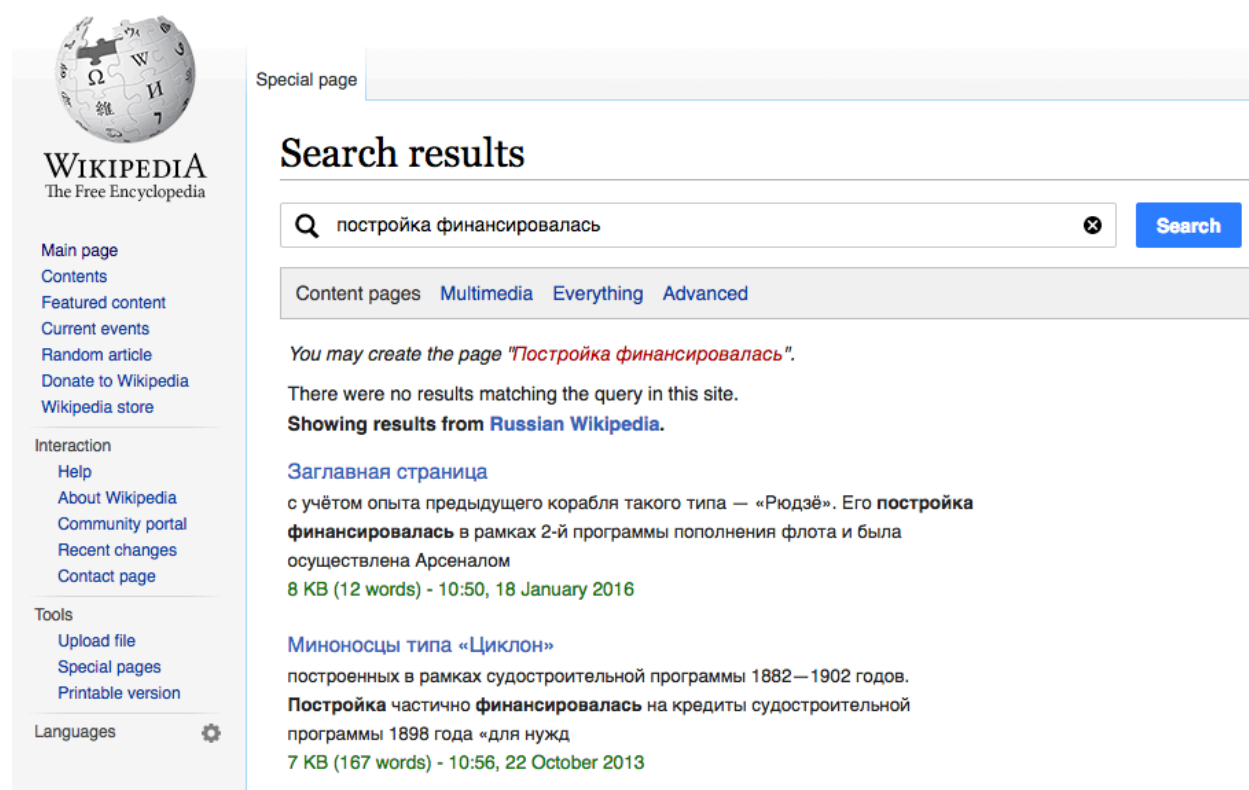 WIKIPEDIA
The Free Encyclopedia
Main page
Contents
Featured content
Current events
Random article
Donate to Wikipedia
Wikipedia store
Interaction
Help
About Wikipedia
Community portal
Recent changes
Contact page
Tools
Upload file
Special pages
Printable version
Languages
Special page
Search results
постройка финансировалась
Search
Content pages Multimedia Everything Advanced
You may create the page "Постройка финансировалась".
There were no results matching the query in this site.
Showing results from Russian Wikipedia.
Заглавная страница
с учётом опыта предыдущего корабля такого типа — «Рюдзё». Его постройка
финансировалась в рамках 2-й программы пополнения флота и была
осуществлена Арсеналом
8 KB (12 words) - 10:50, 18 January 2016
Миноносцы типа «Циклон»
построенных в рамках судостроительной программы 1882—1902 годов.
Постройка частично финансировалась на кредиты судостроительной
программы 1898 года «для нужд
7 KB (167 words) - 10:56, 22 October 2013